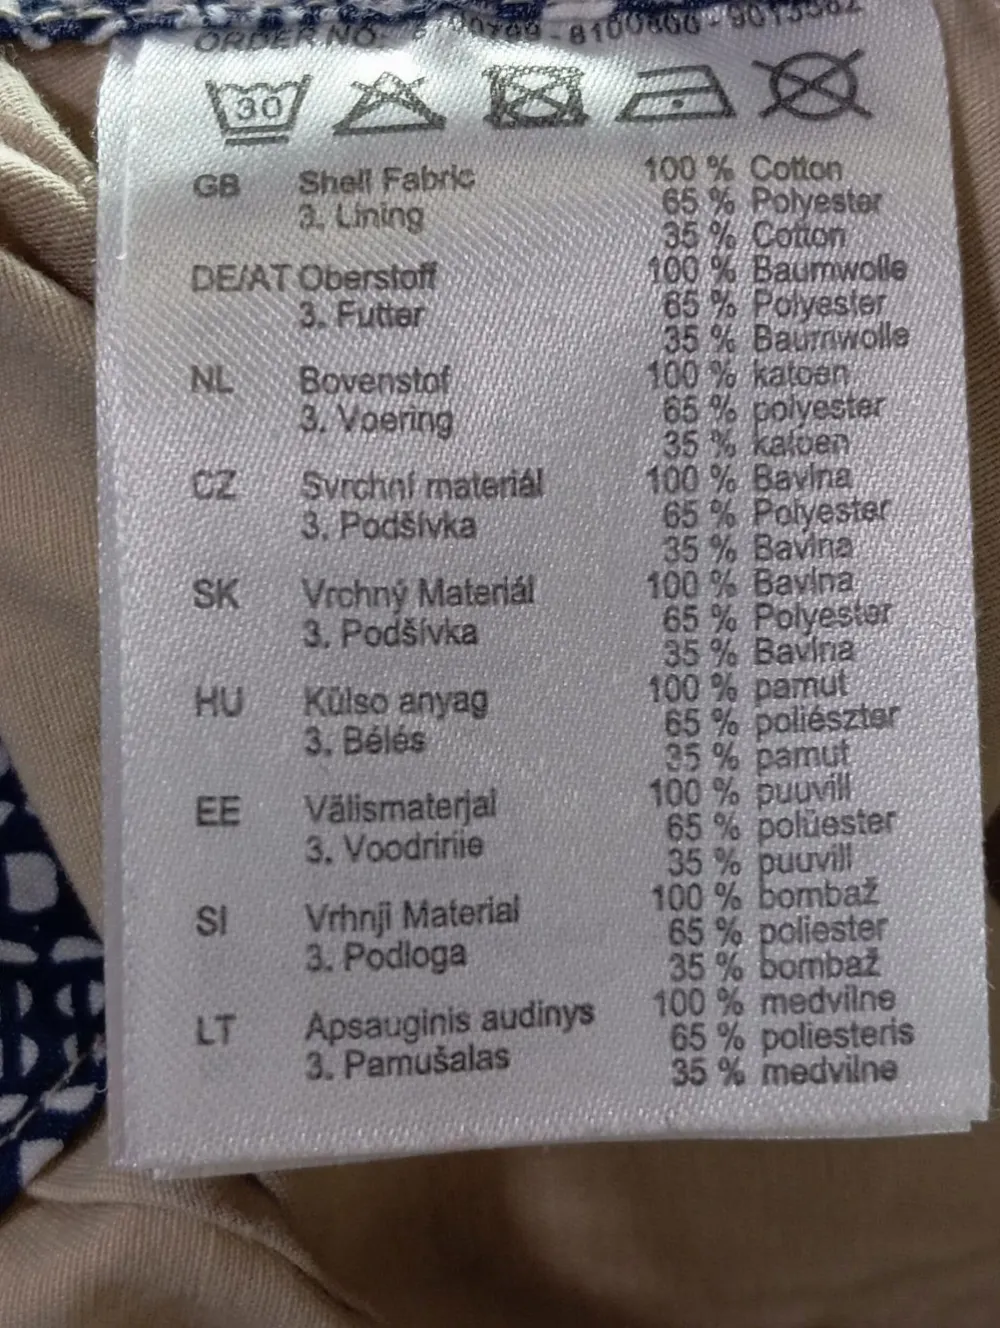 ORDER NO:
30
GB Shell Fabric 100 % Cotton
3. Lining 65 % Polyester
35 % Cotton
DE/AT Oberstoff 100 % Baumwolle
3. Futter 65 % Polyester
35 % Baumwolle
NL Bovenstof 100 % katoen
3. Voering 65 % polyester
35 % katoen
CZ Svrchní materiál 100 % Bavlna
3. Podšívka 65 % Polyester
35 % Bavlna
SK Vrchný Materiál 100 % Bavlna
3. Podšívka 65 % Polyester
35 % Bavlna
HU Külso anyag 100 % pamut
3. Bélés 65 % poliészter
35 % pamut
EE Välismaterjal 100 % puuvill
3. Voodririie 65 % polüester
35 % puuvill
SI Vrhnji Material 100 % bombaž
3. Podloga 65 % poliester
35 % bombaž
LT Apsauginis audinys 100 % medvilne
3. Pamušalas 65 % poliesteris
35 % medvilne